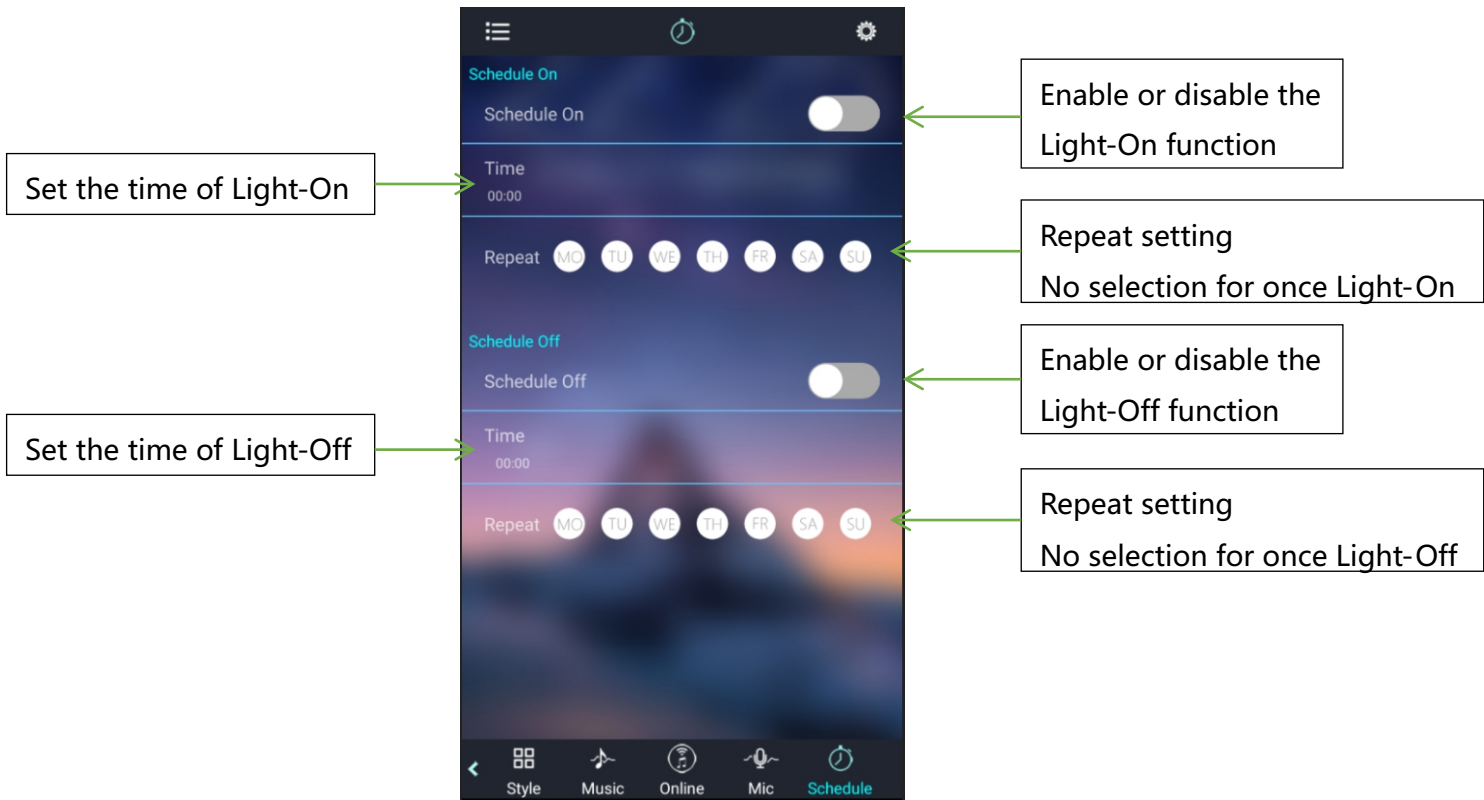 Schedule On
Schedule On
Enable or disable the
Light-On function
Set the time of Light-On
Time
00:00
Repeat MO TU WE TH FR SA SU
Repeat setting
No selection for once Light-On
Schedule Off
Schedule Off
Enable or disable the
Light-Off function
Set the time of Light-Off
Time
00:00
Repeat MO TU WE TH FR SA SU
Repeat setting
No selection for once Light-Off
Style Music Online Mic Schedule